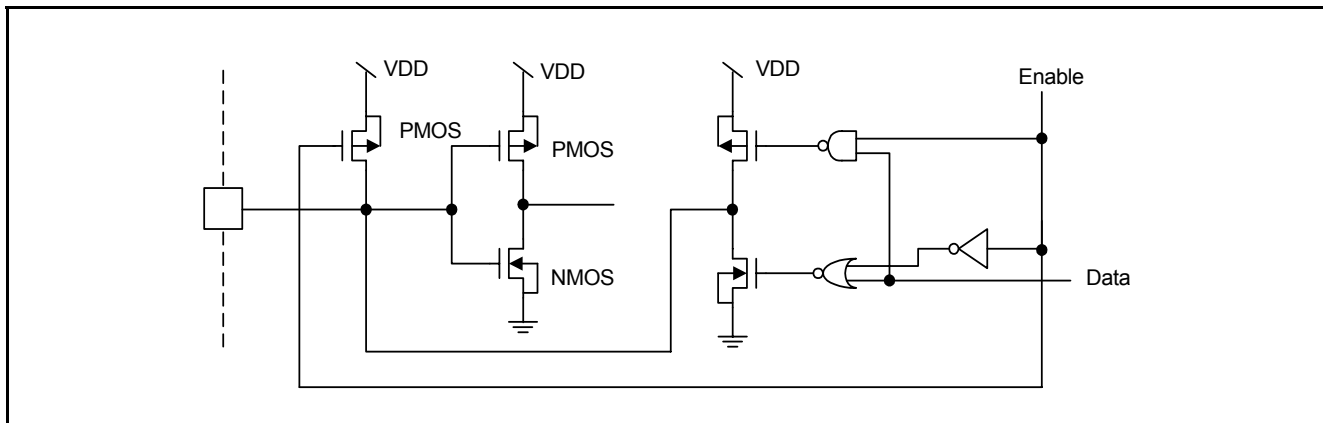 VDD
VDD
VDD
Enable
PMOS
PMOS
NMOS
Data